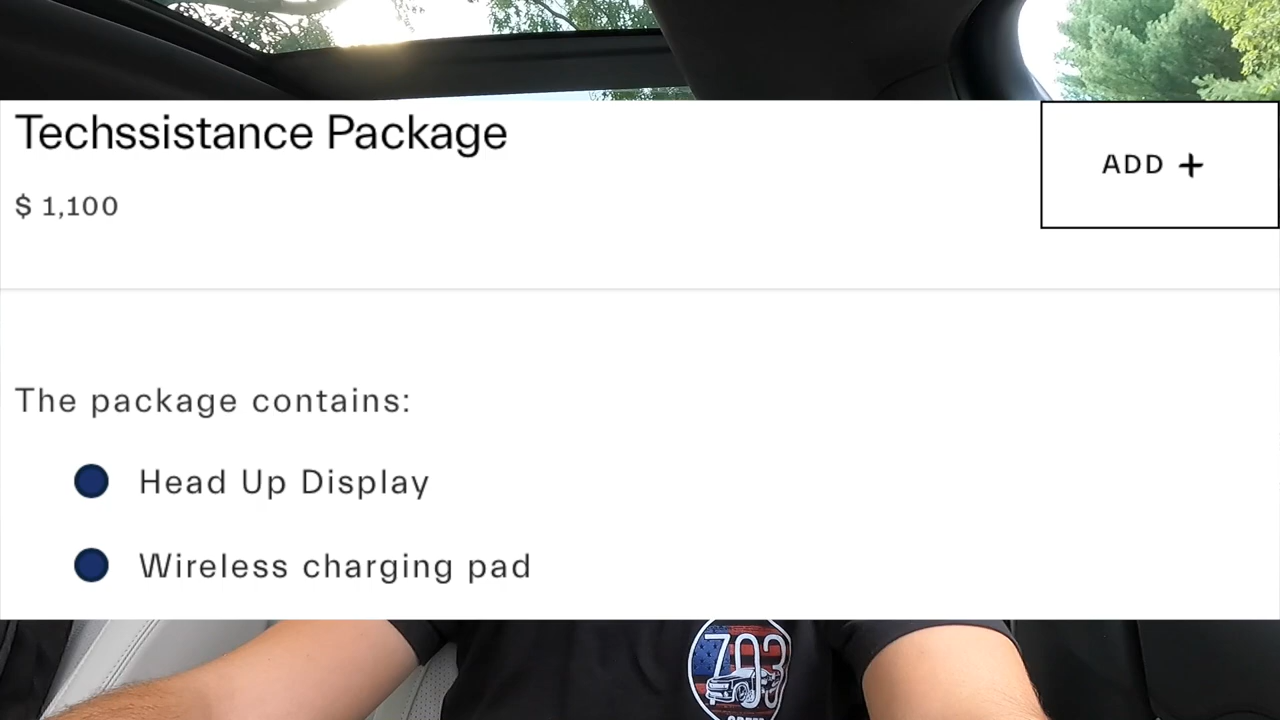 Techssistance Package
ADD +
$ 1,100
The package contains:
Head Up Display
Wireless charging pad
703